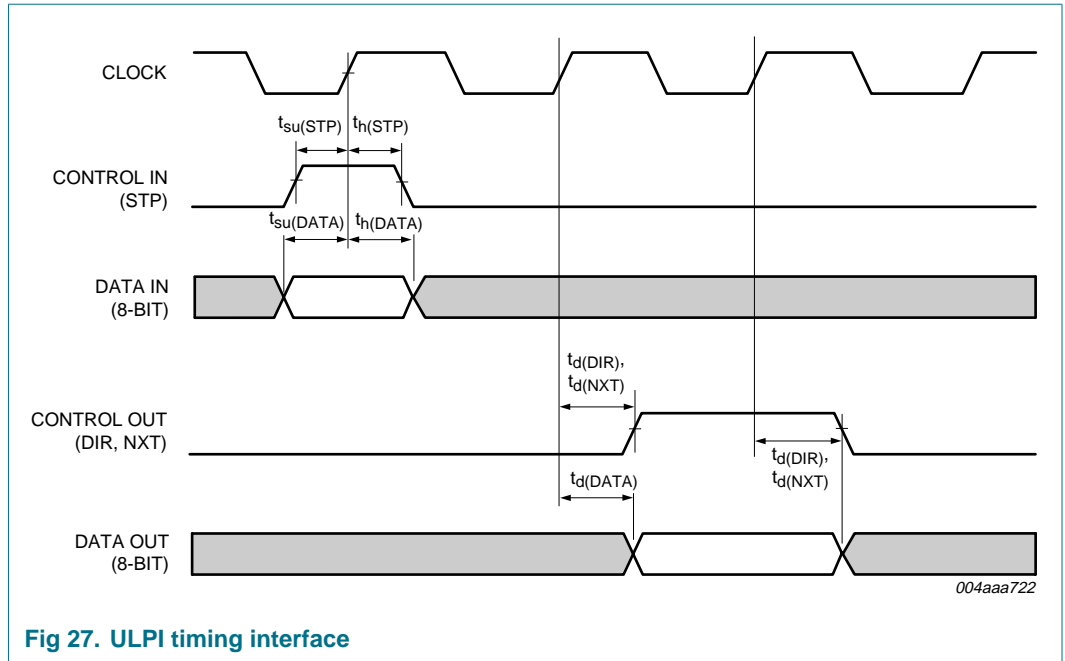 CLOCK
tsu(STP) th(STP)
CONTROL IN
(STP)
tsu(DATA) th(DATA)
DATA IN
(8-BIT)
td(DIR),
td(NXT)
CONTROL OUT
(DIR, NXT)
td(DIR),
td(NXT)
td(DATA)
DATA OUT
(8-BIT)
004aaa722
Fig 27. ULPI timing interface